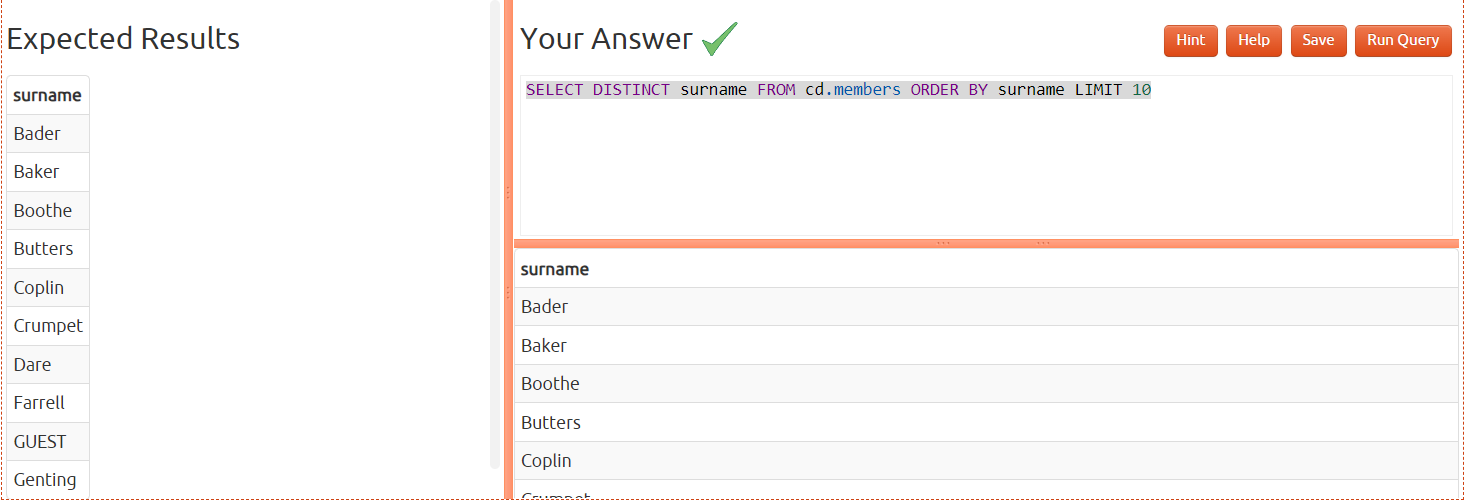 Expected Results
surname
Bader
Baker
Boothe
Butters
Coplin
Crumpet
Dare
Farrell
GUEST
Genting
Your Answer
Hint
Help
Save
Run Query
SELECT DISTINCT surname FROM cd.members ORDER BY surname LIMIT 10
surname
Bader
Baker
Boothe
Butters
Coplin
Crumpet